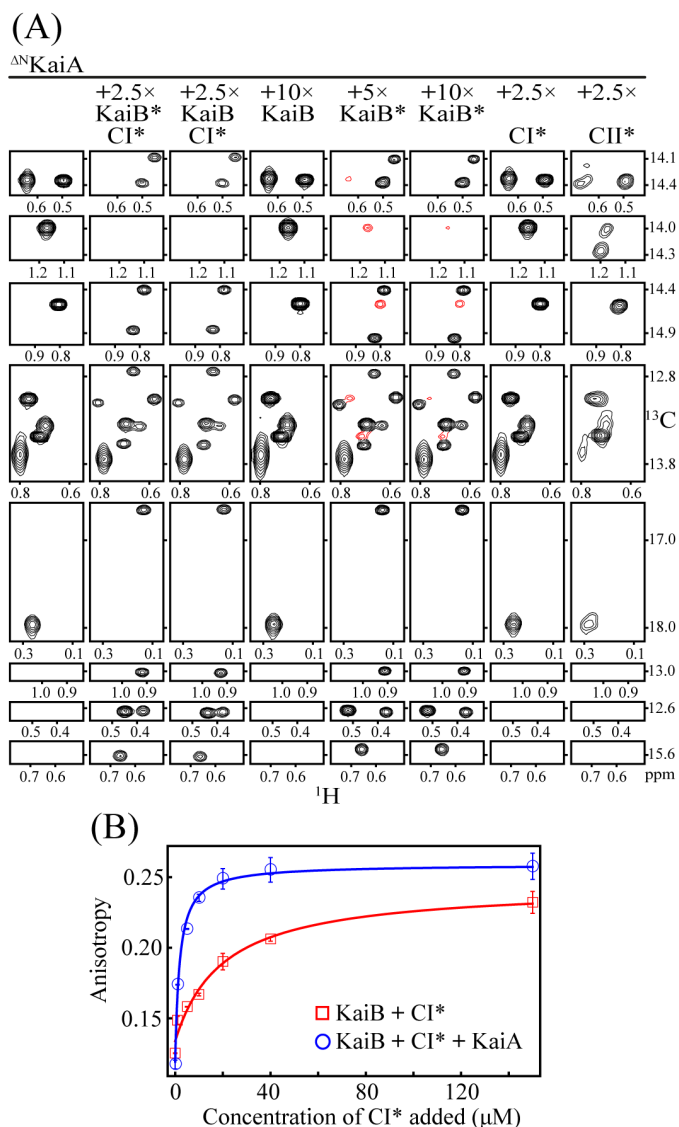 (A)
ΔNKaiA
+2.5× +2.5× +10× +5× +10× +2.5× +2.5×
KaiB* KaiB KaiB KaiB* KaiB*
CI* CI* CI* CII*
14.1
14.4
0.6 0.5 0.6 0.5 0.6 0.5 0.6 0.5 0.6 0.5 0.6 0.5 0.6 0.5 0.6 0.5
14.0
14.3
1.2 1.1 1.2 1.1 1.2 1.1 1.2 1.1 1.2 1.1 1.2 1.1 1.2 1.1 1.2 1.1
14.4
14.9
0.9 0.8 0.9 0.8 0.9 0.8 0.9 0.8 0.9 0.8 0.9 0.8 0.9 0.8 0.9 0.8
12.8
13C
13.8
0.8 0.6 0.8 0.6 0.8 0.6 0.8 0.6 0.8 0.6 0.8 0.6 0.8 0.6 0.8 0.6
17.0
18.0
0.3 0.1 0.3 0.1 0.3 0.1 0.3 0.1 0.3 0.1 0.3 0.1 0.3 0.1 0.3 0.1
13.0
1.0 0.9 1.0 0.9 1.0 0.9 1.0 0.9 1.0 0.9 1.0 0.9 1.0 0.9 1.0 0.9
12.6
0.5 0.4 0.5 0.4 0.5 0.4 0.5 0.4 0.5 0.4 0.5 0.4 0.5 0.4 0.5 0.4
15.6
0.7 0.6 0.7 0.6 0.7 0.6 0.7 0.6 0.7 0.6 0.7 0.6 0.7 0.6 0.7 0.6 ppm
1H
(B)
0.25
0.20
0.15
Anisotropy
KaiB + CI*
KaiB + CI* + KaiA
0 40 80 120
Concentration of CI* added (μM)